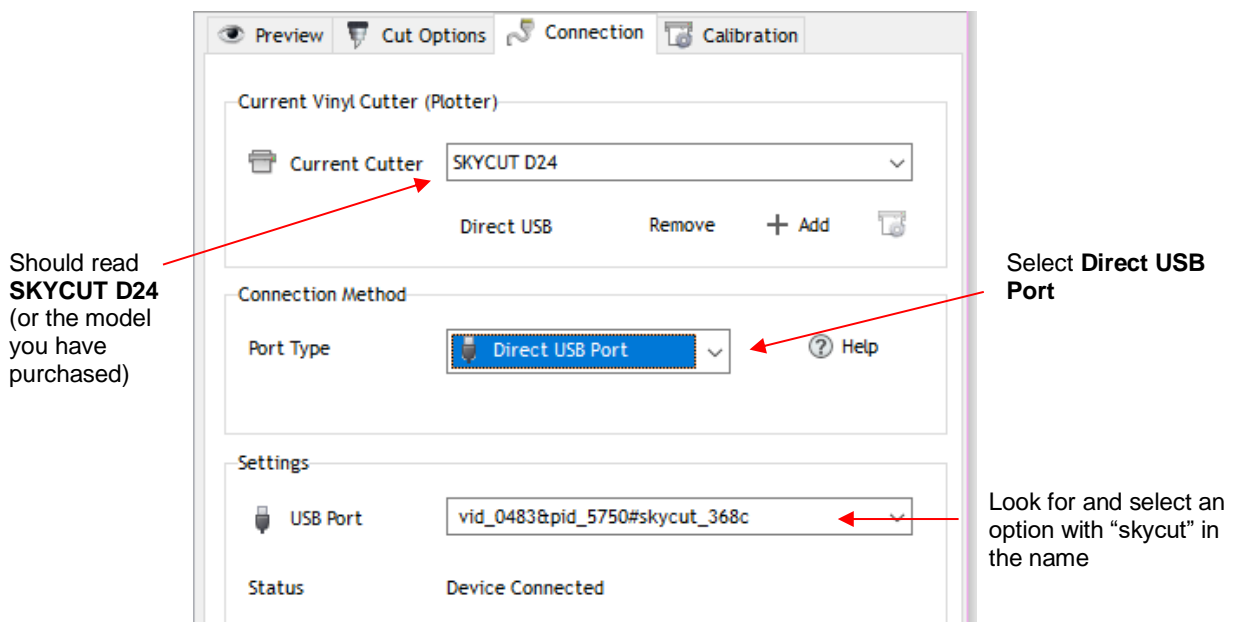 Preview
Cut Options
Connection
Calibration
Current Vinyl Cutter (Plotter)
Current Cutter
SKYCUT D24
Direct USB
Remove
+ Add
Should read
SKYCUT D24
(or the model
you have
purchased)
Connection Method
Port Type
Direct USB Port
? Help
Select Direct USB
Port
Settings
USB Port
vid_0483&pid_5750#skycut_368c
Look for and select an
option with “skycut” in
the name
Status
Device Connected